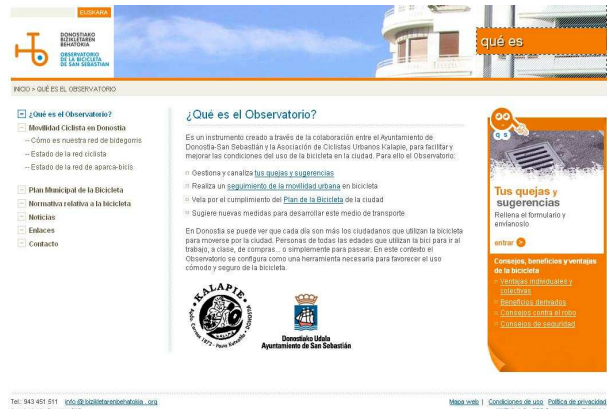 EUSKARA
DONOSTIAKO
BIZIKLETAREN
BEHATOKIA
OBSERVATORIO
DE LA BICICLETA
DE SAN SEBASTIAN
qué es
INICIO > QUÉ ES EL OBSERVATORIO
¿Qué es el Observatorio?
Movilidad Ciclista en Donostia
Cómo es nuestra red de bidegorris
Estado de la red ciclista
Estado de la red de aparca-bicis
Plan Municipal de la Bicicleta
Normativa relativa a la bicicleta
Noticias
Enlaces
Contacto
¿Qué es el Observatorio?
Es un instrumento creado a través de la colaboración entre el Ayuntamiento de
Donostia-San Sebastián y la Asociación de Ciclistas Urbanos Kalapie, para facilitar y
mejorar las condiciones del uso de la bicicleta en la ciudad. Para ello el Observatorio:
Gestiona y canaliza tus quejas y sugerencias
Realiza un seguimiento de la movilidad urbana en bicicleta
Vela por el cumplimiento del Plan de la Bicicleta de la ciudad
Sugiere nuevas medidas para desarrollar este medio de transporte
En Donostia se puede ver que cada día son más los ciudadanos que utilizan la bicicleta
para moverse por la ciudad. Personas de todas las edades que utilizan la bici para ir al
trabajo, a clase, de compras... o simplemente para pasear. En este contexto el
Observatorio se configura como una herramienta necesaria para favorecer el uso
cómodo y seguro de la bicicleta.
KALAPIE
Donostiako Udala
Ayuntamiento de San Sebastián
q s
Tus quejas y
sugerencias
Rellena el formulario y
envíanoslo
entrar
Consejos, beneficios y ventajas
de la bicicleta
Ventajas individuales y
colectivas
Beneficios derivados
Consejos contra el robo
Consejos de seguridad
Tel.: 943 451 511 info@bizikletarenbehatokia.org
Mapa web | Condiciones de uso Política de privacidad